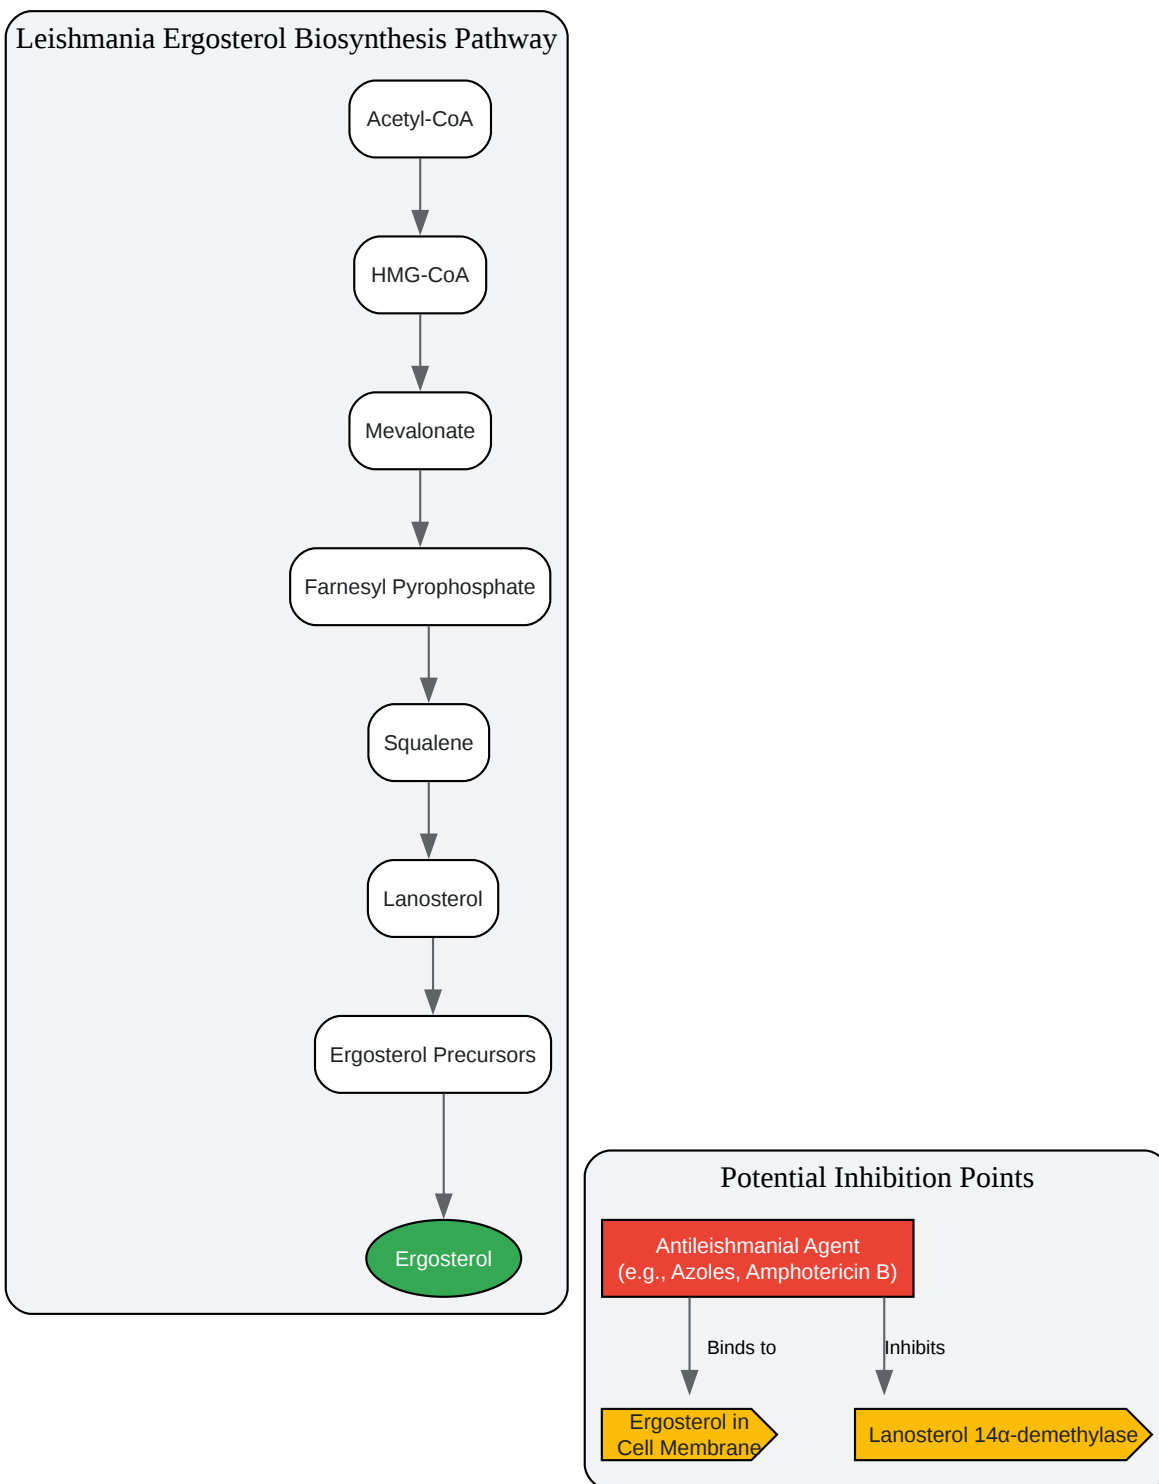 Leishmania Ergosterol Biosynthesis Pathway
Acetyl-CoA
HMG-CoA
Mevalonate
Farnesyl Pyrophosphate
Squalene
Lanosterol
Ergosterol Precursors
Ergosterol
Potential Inhibition Points
Antileishmanial Agent
(e.g., Azoles, Amphotericin B)
Binds to
Inhibits
Ergosterol in
Cell Membrane
Lanosterol 14α-demethylase